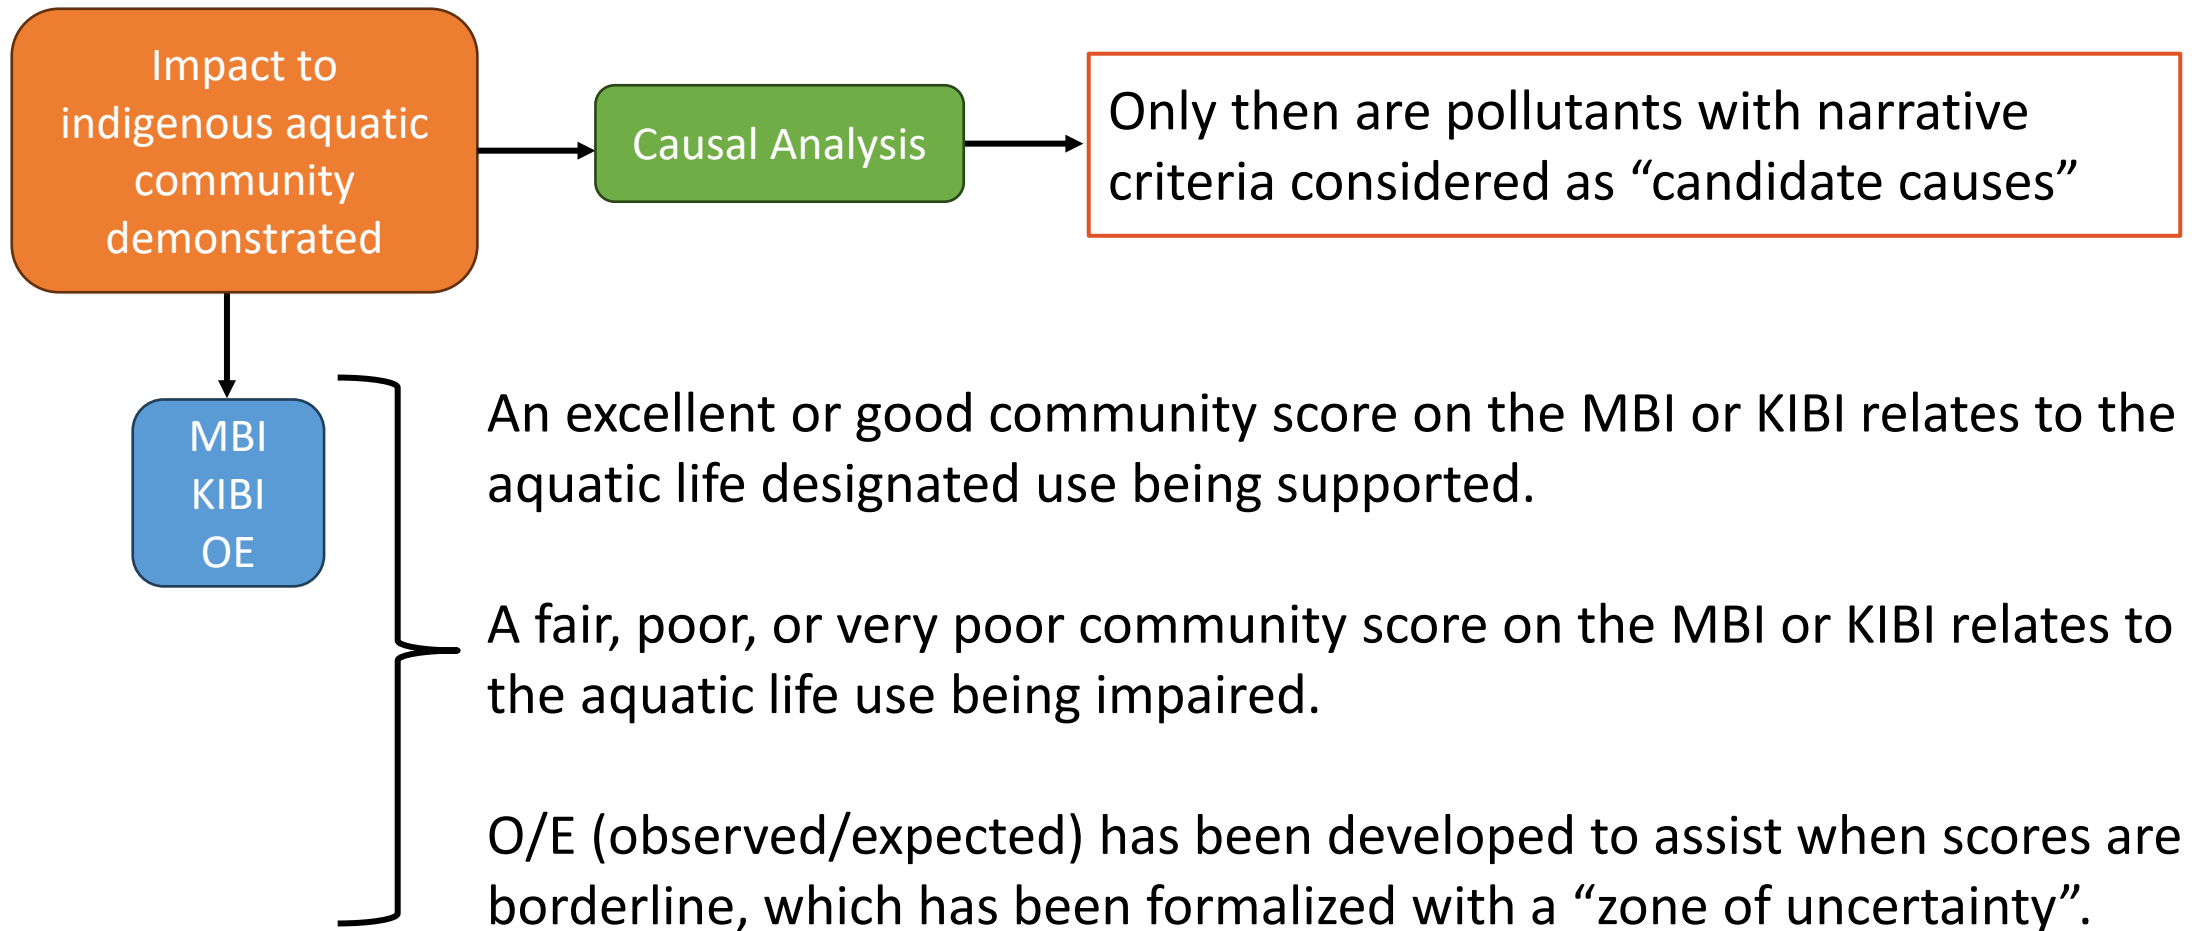 Impact to
indigenous aquatic
community
demonstrated
Causal Analysis
Only then are pollutants with narrative
criteria considered as “candidate causes”
MBI
KIBI
OE
An excellent or good community score on the MBI or KIBI relates to the
aquatic life designated use being supported.
A fair, poor, or very poor community score on the MBI or KIBI relates to
the aquatic life use being impaired.
O/E (observed/expected) has been developed to assist when scores are
borderline, which has been formalized with a “zone of uncertainty”.